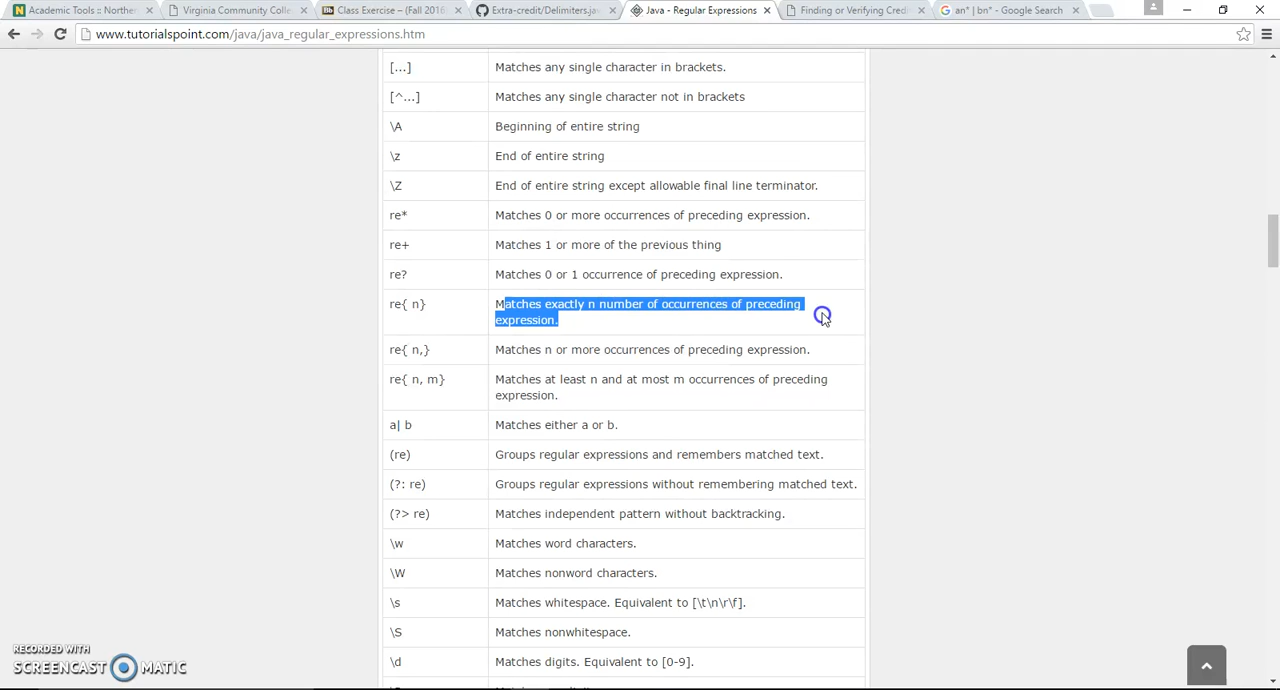 Academic Tools :: Northern
Virginia Community Colle
Bb Class Exercise – (Fall 2016
Extra-credit/Delimiters.ja
Java - Regular Expressions
Finding or Verifying Credi
an* | bn* - Google Search
www.tutorialspoint.com/java/java_regular_expressions.htm
[...] Matches any single character in brackets.
[^...] Matches any single character not in brackets
\A Beginning of entire string
\z End of entire string
\Z End of entire string except allowable final line terminator.
re* Matches 0 or more occurrences of preceding expression.
re+ Matches 1 or more of the previous thing
re? Matches 0 or 1 occurrence of preceding expression.
re{ n} Matches exactly n number of occurrences of preceding
expression.
re{ n,} Matches n or more occurrences of preceding expression.
re{ n, m} Matches at least n and at most m occurrences of preceding
expression.
a| b Matches either a or b.
(re) Groups regular expressions and remembers matched text.
(?: re) Groups regular expressions without remembering matched text.
(?> re) Matches independent pattern without backtracking.
\w Matches word characters.
\W Matches nonword characters.
\s Matches whitespace. Equivalent to [\t\n\r\f].
\S Matches nonwhitespace.
\d Matches digits. Equivalent to [0-9].
RECORDED WITH
SCREENCAST MATIC